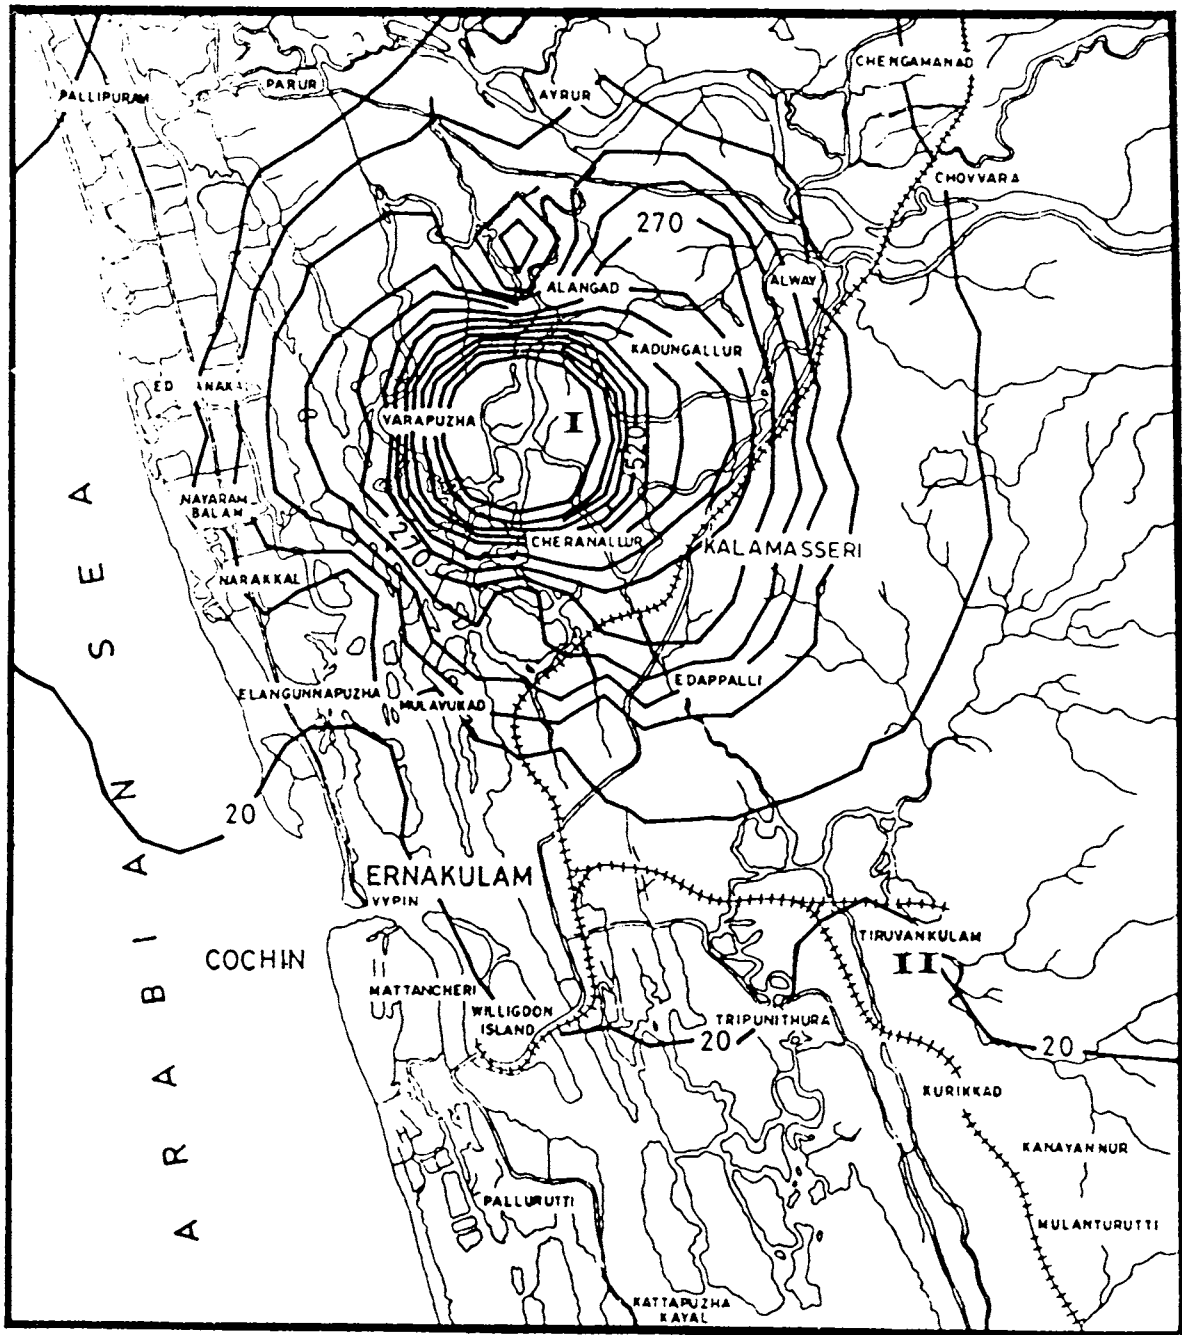 CHENGAMANAD
PARUR
PALLIPURAM
AYRUR
CHOVVARA
270
ALANGAD
ALWAY
KADUNGALLUR
VARAPUZHA
I
520
NAYARAM
BALAM
CHERANALLUR
270
KALAMASSERI
NARAKKAL
EDAPPALLI
ELANGUNNAPUZHA
MULAVUKAD
20
ERNAKULAM
VYPIN
TIRUVANKULAM
COCHIN
II
MATTANCHERI
WILLIGDON
ISLAND
TRIPUNITHURA
20
20
KURIKKAD
KANAYANNUR
PALLURUTTI
MULANTURUTTI
KATTAPUZHA
KAYAL
ARABIAN SEA